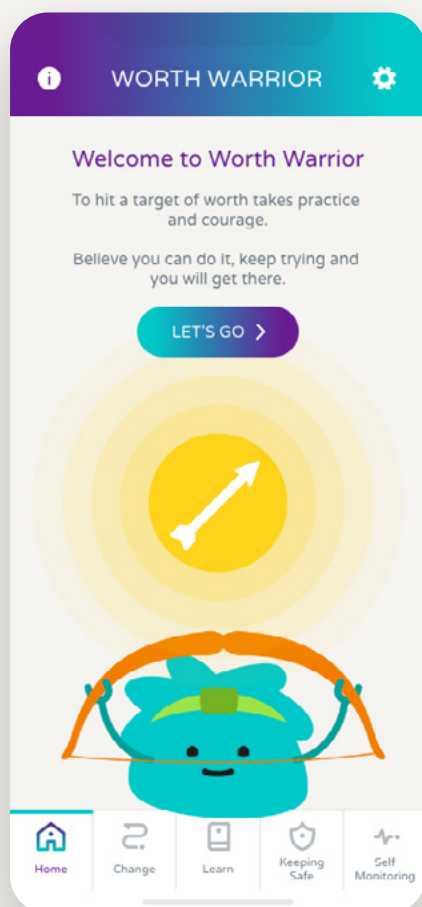 WORTH WARRIOR
Welcome to Worth Warrior
To hit a target of worth takes practice
and courage.
Believe you can do it, keep trying and
you will get there.
LET'S GO
Home
Change
Learn
Keeping
Safe
Self
Monitoring